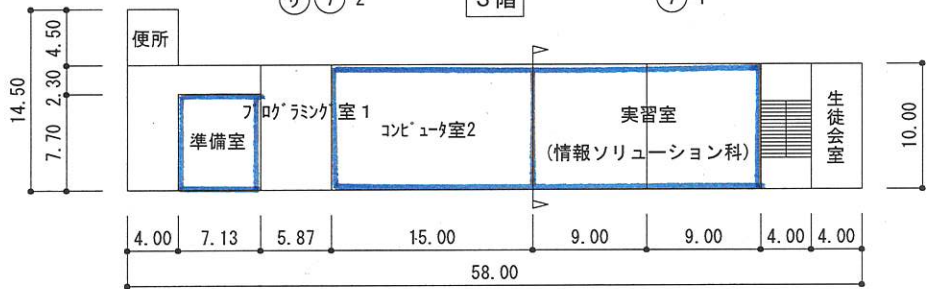 3階
4.50
便所
14.50
2.30
7.70
準備室
プログラミング室1
コンピュータ室2
実習室
(情報ソリューション科)
生徒会室
10.00
4.00 7.13 5.87 15.00 9.00 9.00 4.00 4.00
58.00